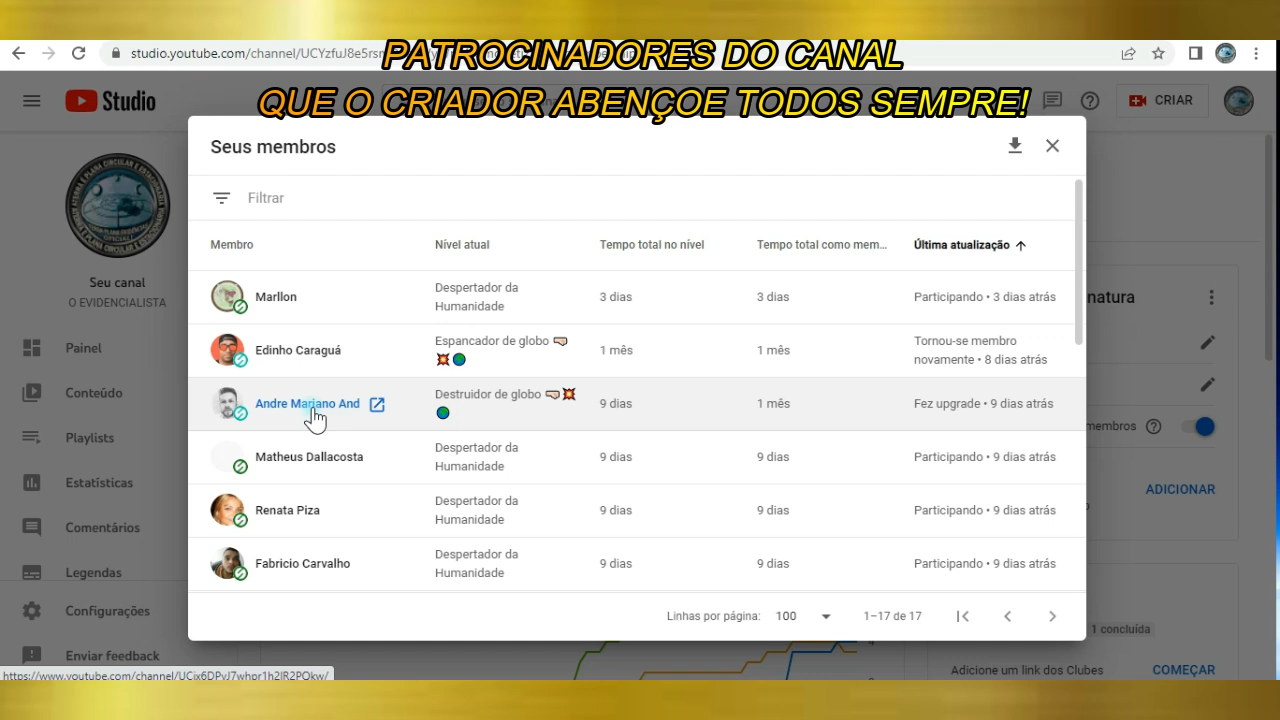 PATROCINADORES DO CANAL
QUE O CRIADOR ABENÇOE TODOS SEMPRE!
studio.youtube.com/channel/UCYzfuJ8e5rsr
Studio
CRIAR
Seus membros
Filtrar
Membro Nível atual Tempo total no nível Tempo total como mem... Última atualização
Marllon Despertador da Humanidade 3 dias 3 dias Participando • 3 dias atrás
Edinho Caraguá Espancador de globo 🤜🏻💥🌎 1 mês 1 mês Tornou-se membro novamente • 8 dias atrás
Andre Mariano And Destruidor de globo 🤜🏻💥🌎 9 dias 1 mês Fez upgrade • 9 dias atrás
Matheus Dallacosta Despertador da Humanidade 9 dias 9 dias Participando • 9 dias atrás
Renata Piza Despertador da Humanidade 9 dias 9 dias Participando • 9 dias atrás
Fabricio Carvalho Despertador da Humanidade 9 dias 9 dias Participando • 9 dias atrás
Linhas por página: 100 1–17 de 17
Seu canal
O EVIDENCIALISTA
Painel
Conteúdo
Playlists
Estatísticas
Comentários
Legendas
Configurações
Enviar feedback
natura
membros
ADICIONAR
1 concluída
Adicione um link dos Clubes
COMEÇAR